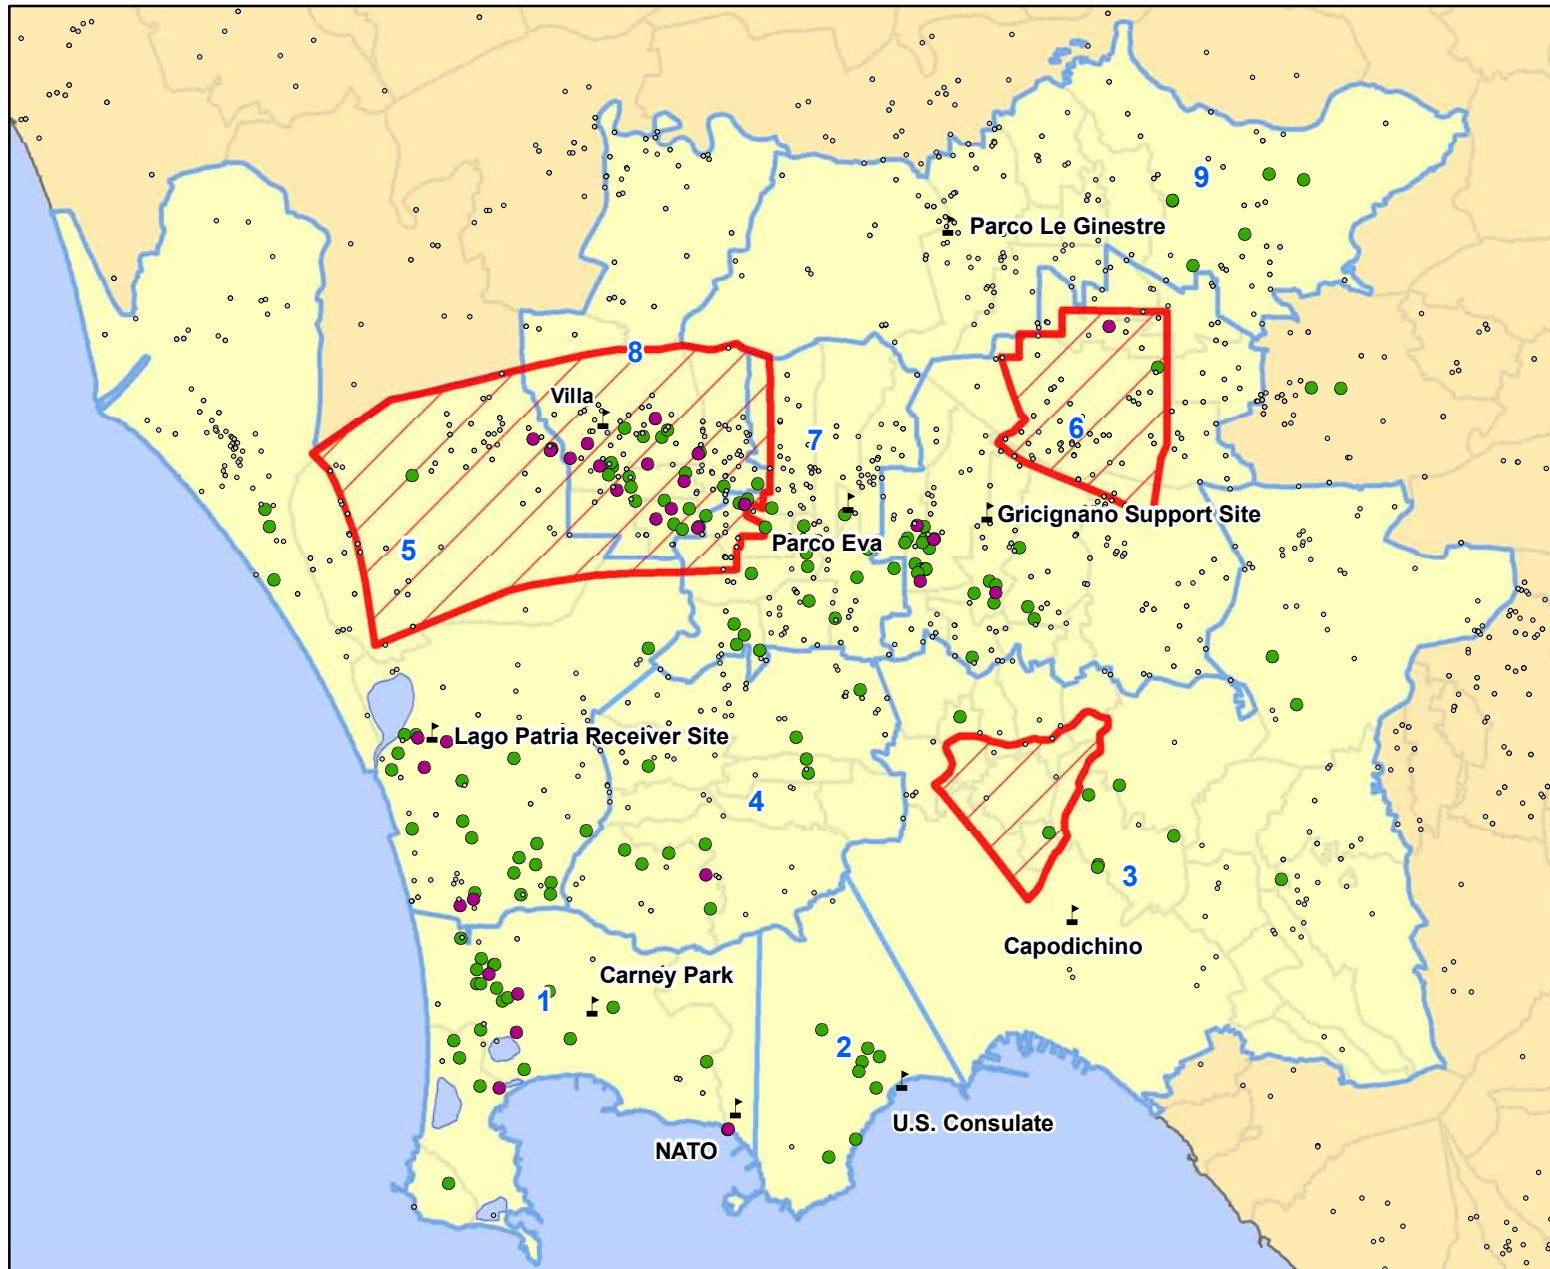 9
Parco Le Ginestre
8
Villa
7
6
Gricignano Support Site
Parco Eva
5
Lago Patria Receiver Site
4
3
Capodichino
Carney Park
1
2
U.S. Consulate
NATO